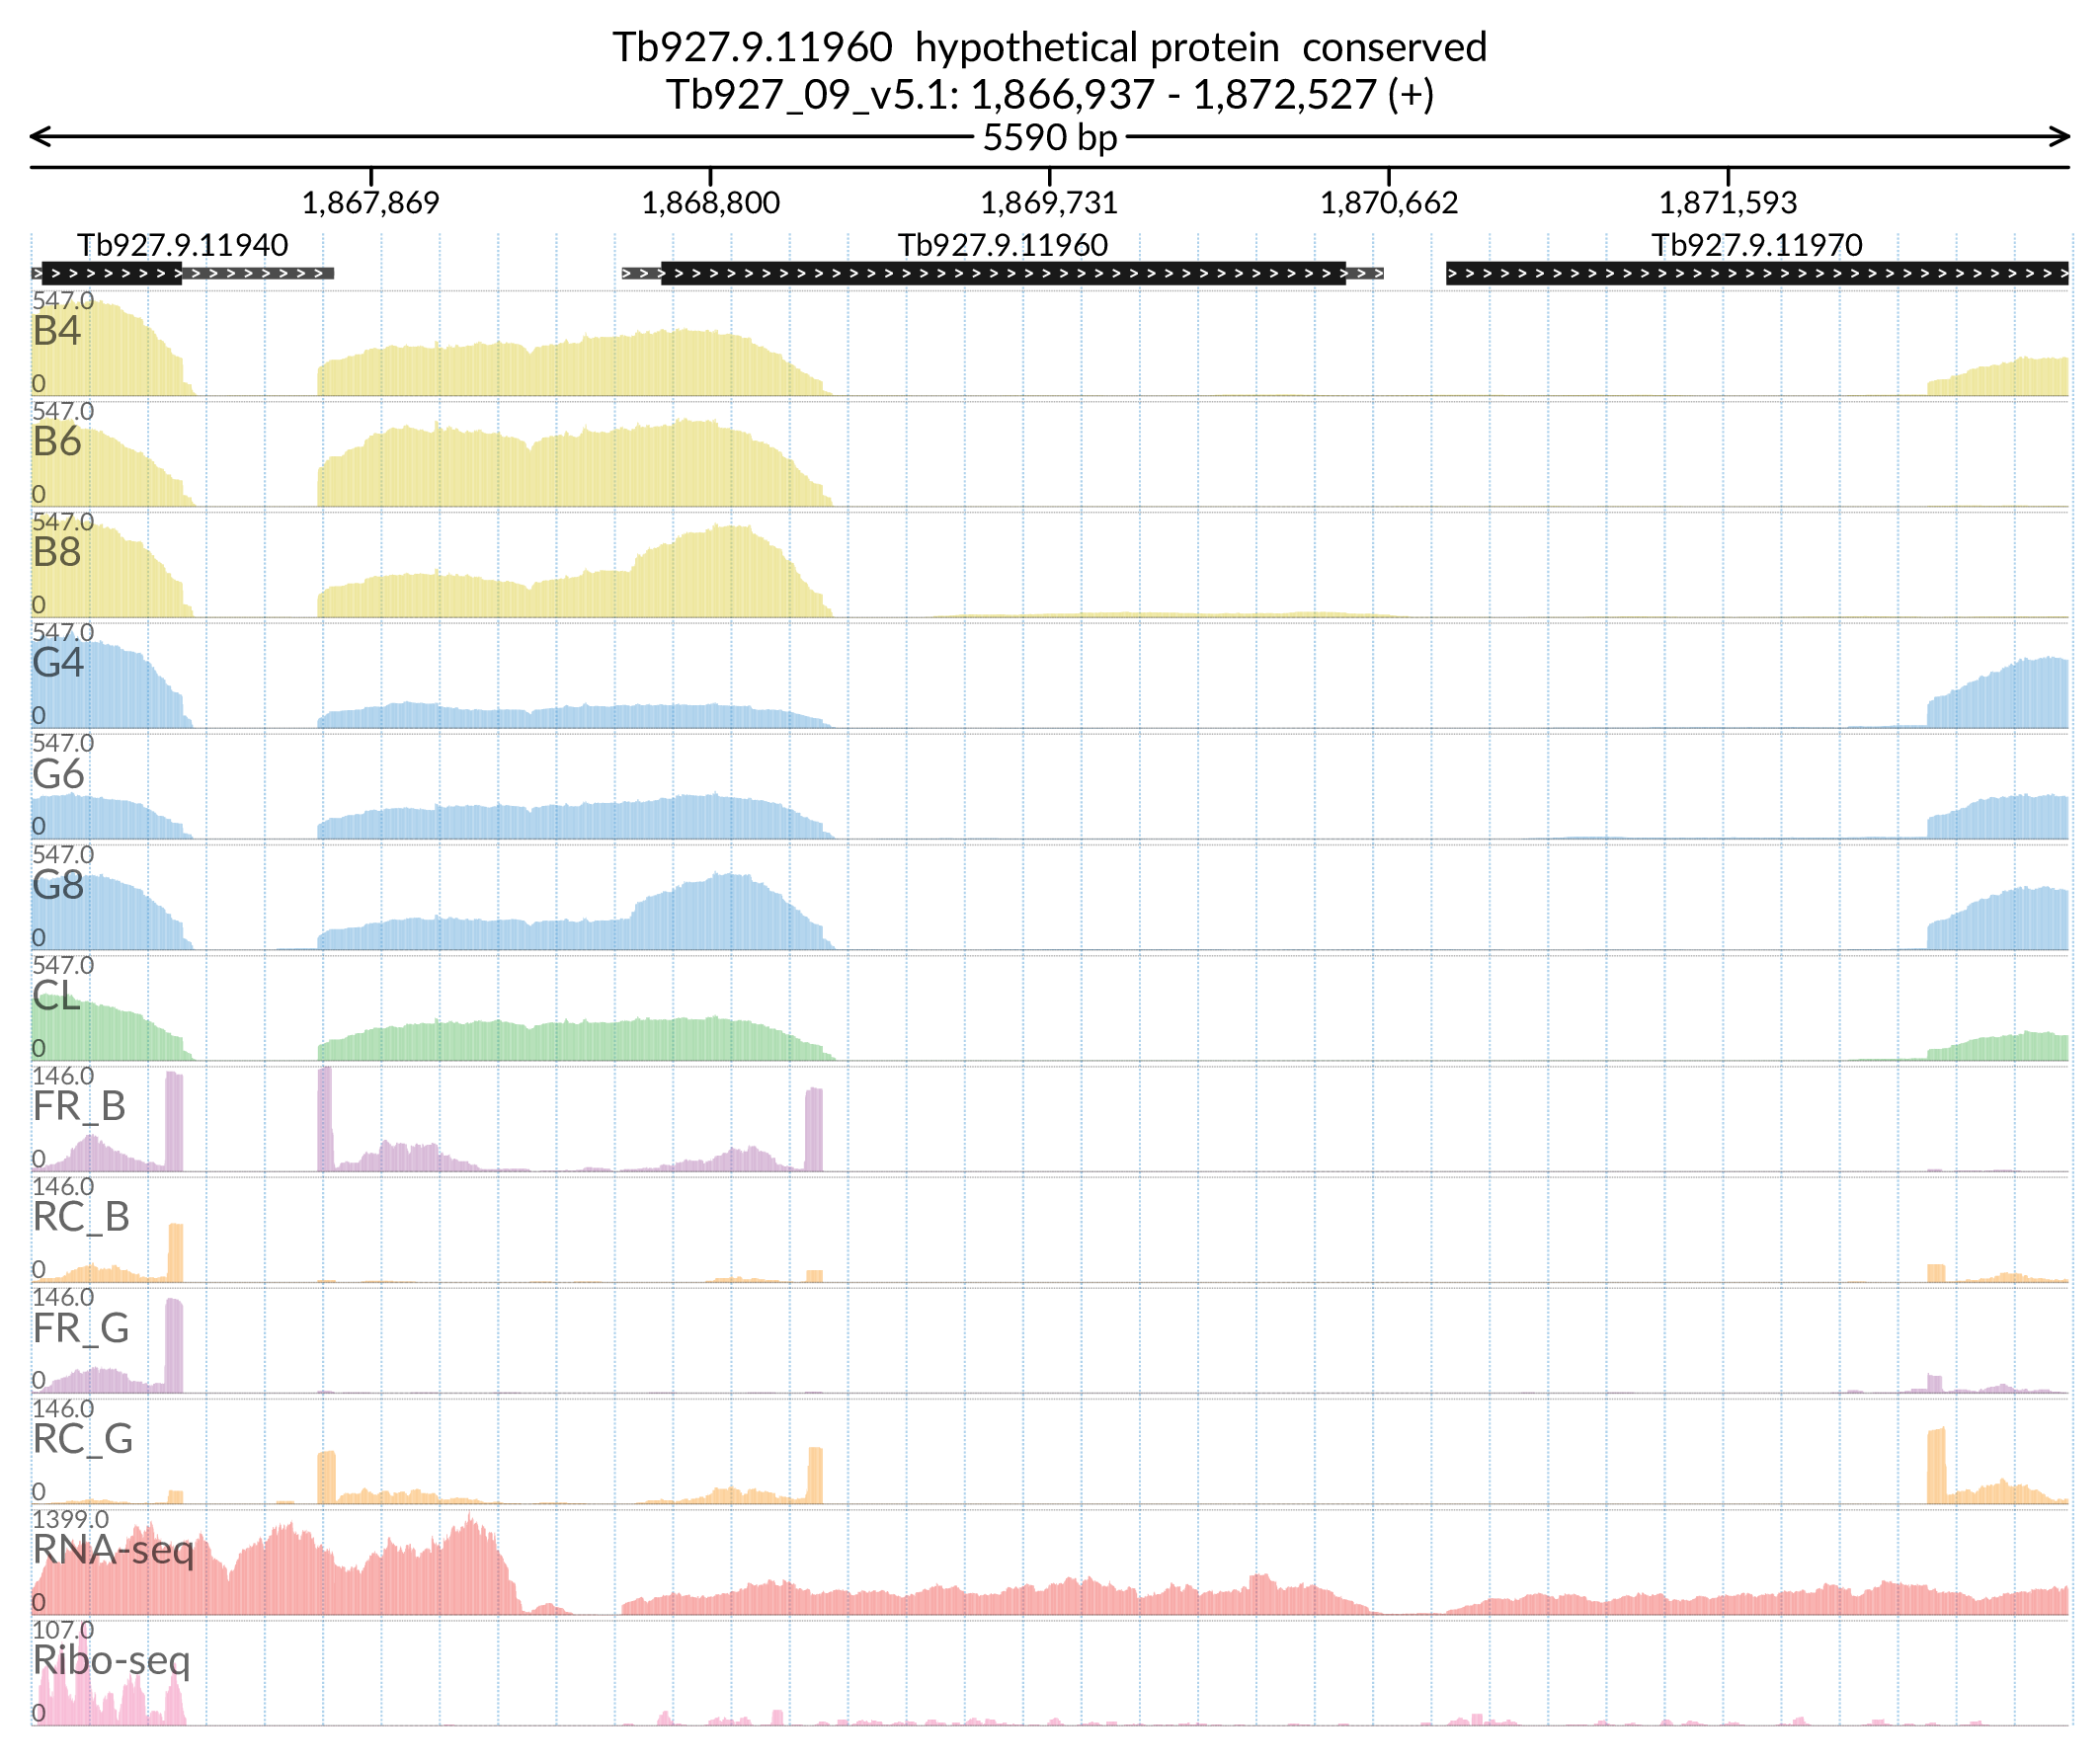 Tb927.9.11960 hypothetical protein conserved
Tb927_09_v5.1: 1,866,937 - 1,872,527 (+)
5590 bp
1,867,869 1,868,800 1,869,731 1,870,662 1,871,593
Tb927.9.11940 Tb927.9.11960 Tb927.9.11970
547.0
B4
0
547.0
B6
0
547.0
B8
0
547.0
G4
0
547.0
G6
0
547.0
G8
0
547.0
CL
0
146.0
FR_B
0
146.0
RC_B
0
146.0
FR_G
0
146.0
RC_G
0
1399.0
RNA-seq
0
107.0
Ribo-seq
0